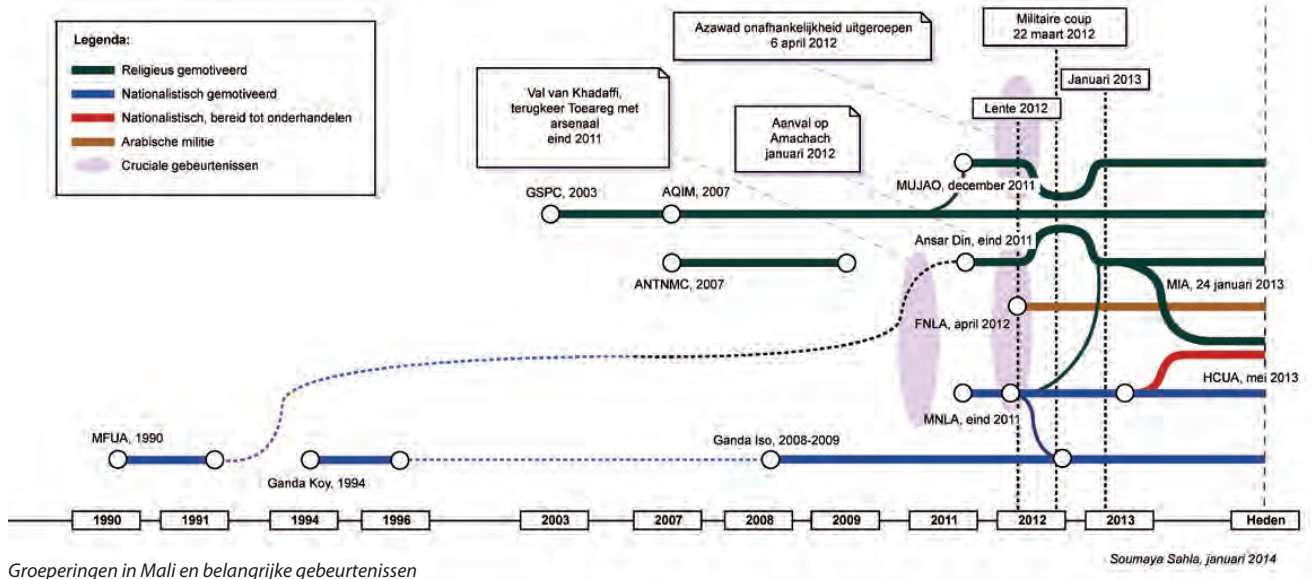 Legenda:
Religieus gemotiveerd
Nationalistisch gemotiveerd
Nationalistisch, bereid tot onderhandelen
Arabische militie
Cruciale gebeurtenissen
Azawad onafhankelijkheid uitgeroepen
6 april 2012
Militaire coup
22 maart 2012
Val van Khadaffi,
terugkeer Toeareg met
arsenaal
eind 2011
Aanval op
Amachach
januari 2012
Lente 2012
Januari 2013
GSPC, 2003
AQIM, 2007
MUJAO, december 2011
ANTNMC, 2007
Ansar Din, eind 2011
MIA, 24 januari 2013
FNLA, april 2012
HCUA, mei 2013
MNLA, eind 2011
MFUA, 1990
Ganda Koy, 1994
Ganda Iso, 2008-2009
1990
1991
1994
1996
2003
2007
2008
2009
2011
2012
2013
Heden
Soumaya Sahla, januari 2014
Groeperingen in Mali en belangrijke gebeurtenissen